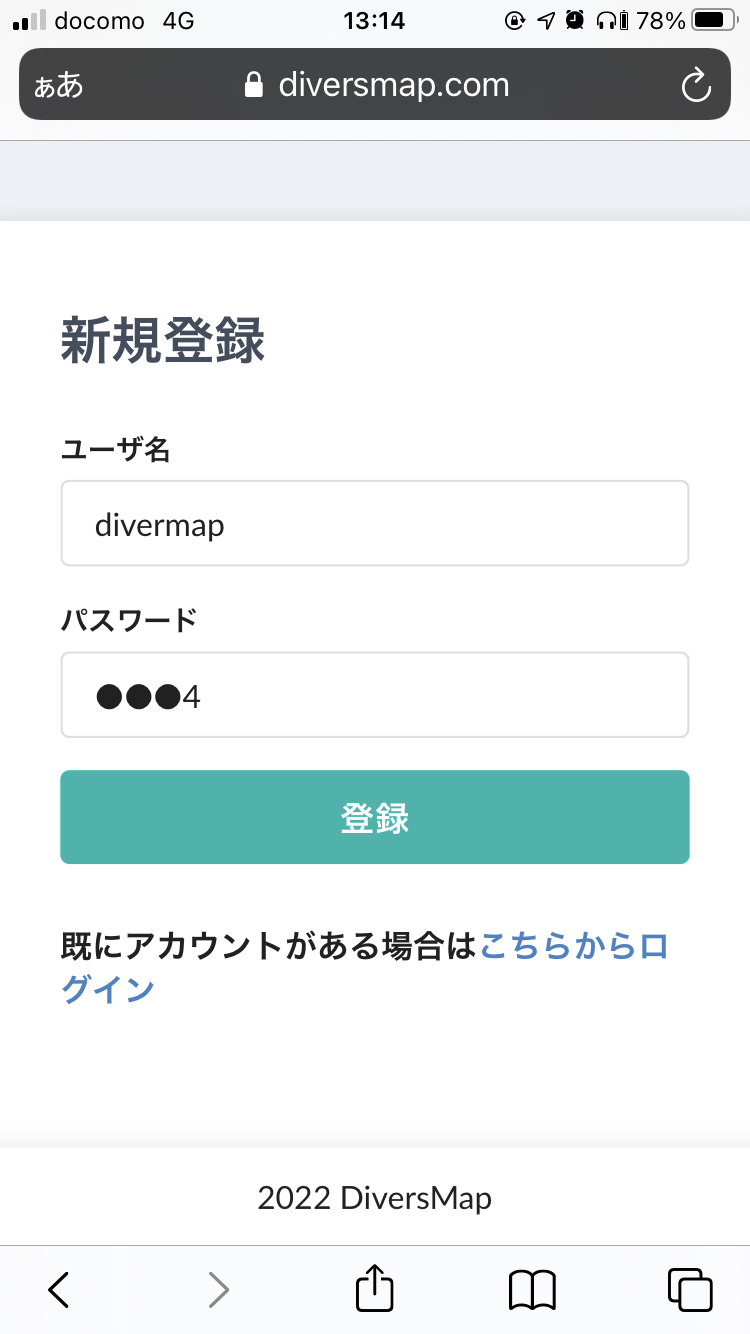 docomo 4G 13:14 78%
ぁあ diversmap.com
新規登録
ユーザ名
divermap
パスワード
●●●4
登録
既にアカウントがある場合はこちらからロ
グイン
2022 DiversMap